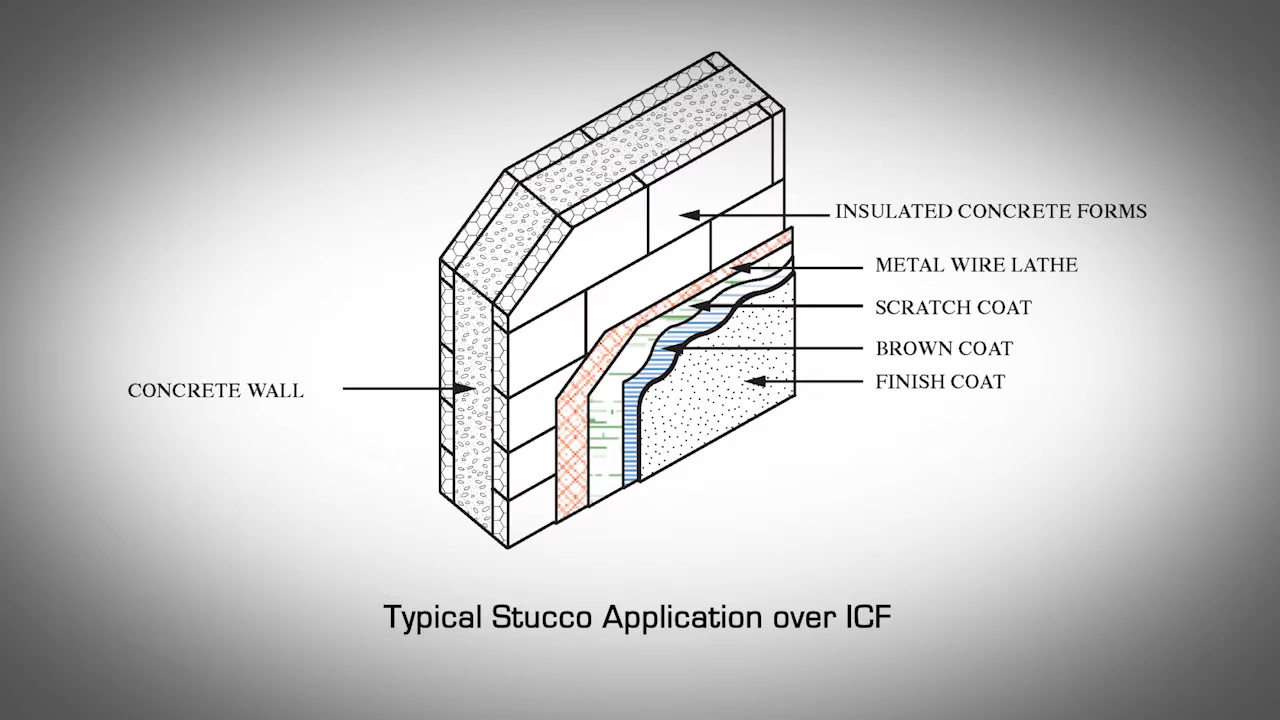 INSULATED CONCRETE FORMS
METAL WIRE LATHE
SCRATCH COAT
BROWN COAT
FINISH COAT
CONCRETE WALL
Typical Stucco Application over ICF